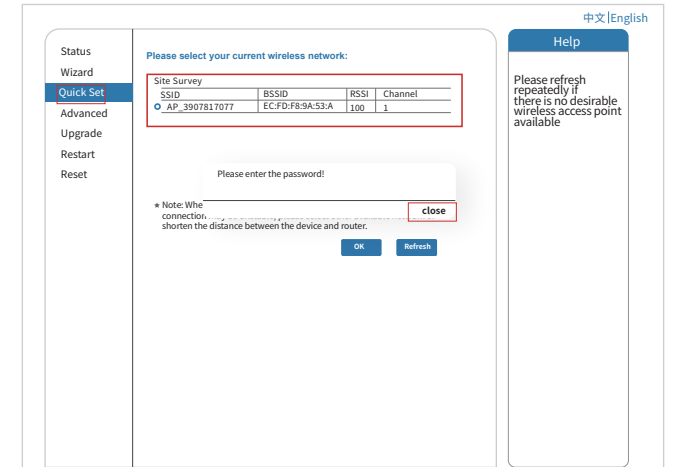 中文|English
Status
Wizard
Quick Set
Advanced
Upgrade
Restart
Reset
Please select your current wireless network:
Site Survey
SSID BSSID RSSI Channel
AP_3907817077 EC:FD:F8:9A:53:A 100 1
Please enter the password!
close
★ Note: Whe
connection
shorten the distance between the device and router.
OK Refresh
Help
Please refresh
repeatedly if
there is no desirable
wireless access point
available